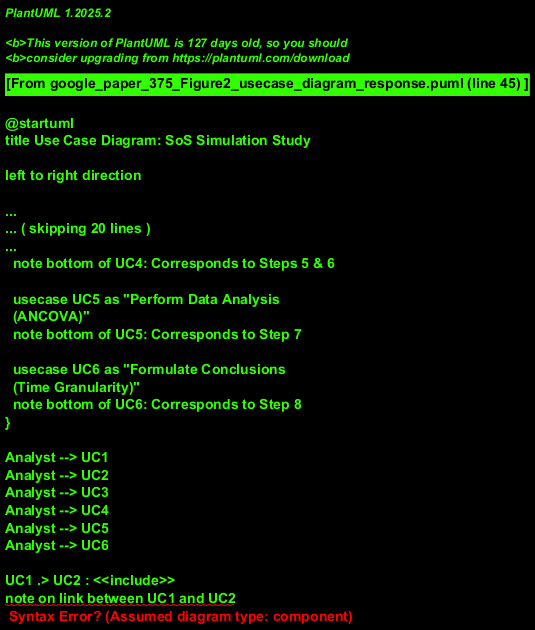 PlantUML 1.2025.2
<b>This version of PlantUML is 127 days old, so you should
<b>consider upgrading from https://plantuml.com/download
[From google_paper_375_Figure2_usecase_diagram_response.puml (line 45) ]
@startuml
title Use Case Diagram: SoS Simulation Study
left to right direction
...
... ( skipping 20 lines )
...
note bottom of UC4: Corresponds to Steps 5 & 6
usecase UC5 as "Perform Data Analysis
(ANCOVA)"
note bottom of UC5: Corresponds to Step 7
usecase UC6 as "Formulate Conclusions
(Time Granularity)"
note bottom of UC6: Corresponds to Step 8
}
Analyst --> UC1
Analyst --> UC2
Analyst --> UC3
Analyst --> UC4
Analyst --> UC5
Analyst --> UC6
UC1 .> UC2 : <<include>>
note on link between UC1 and UC2
Syntax Error? (Assumed diagram type: component)